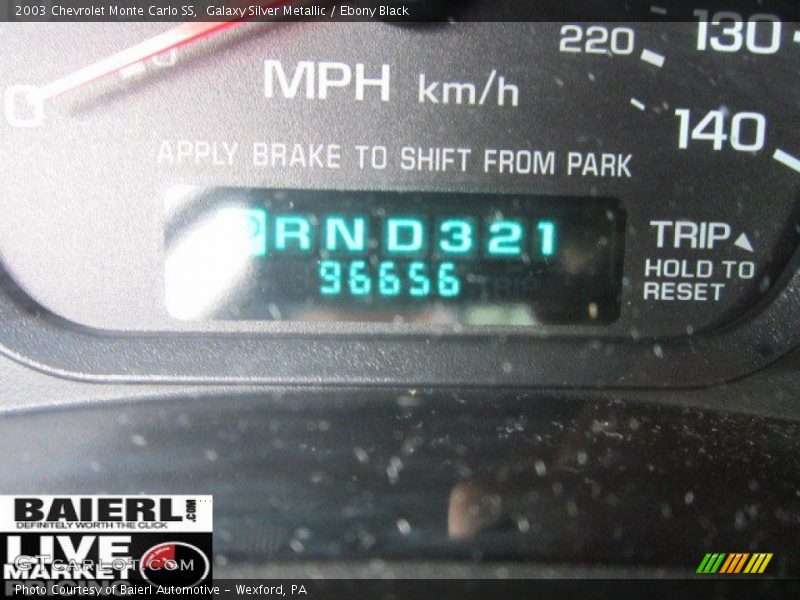 2003 Chevrolet Monte Carlo SS, Galaxy Silver Metallic / Ebony Black
0
MPH km/h
220
130
140
APPLY BRAKE TO SHIFT FROM PARK
PRND321
96656
TRIP
HOLD TO
RESET
BAIERL.COM
DEFINITELY WORTH THE CLICK
LIVE
MARKET
GTCARLOT.COM
Photo Courtesy of Baierl Automotive - Wexford, PA